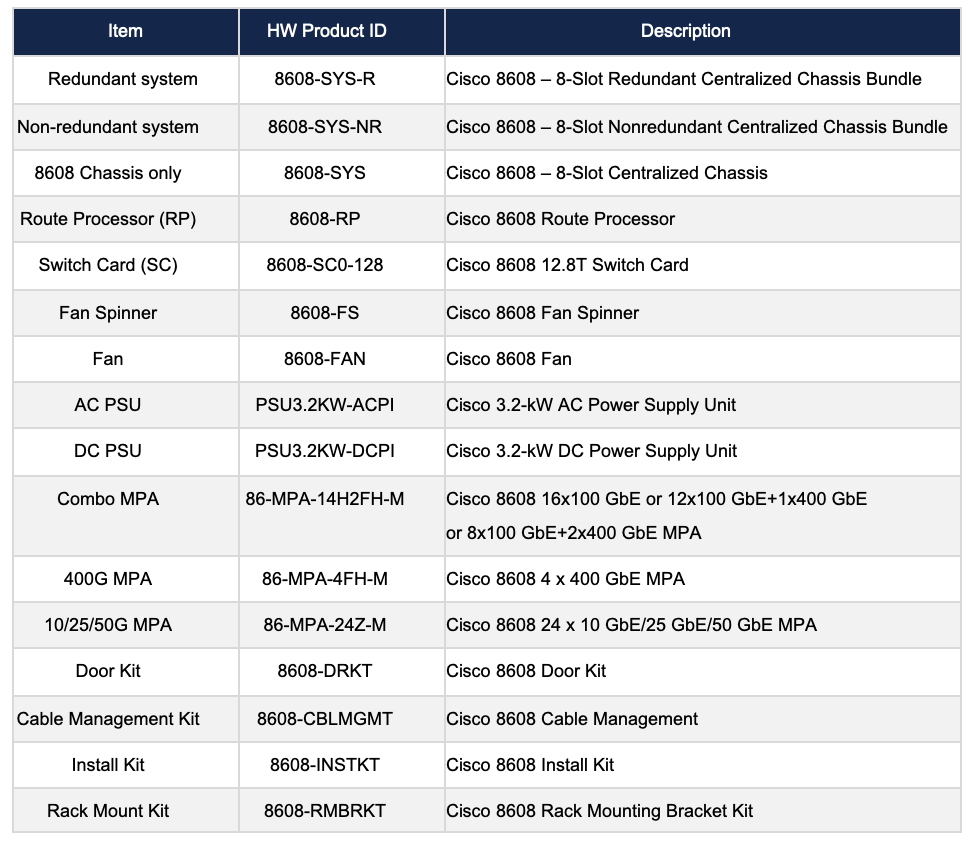 Item HW Product ID Description
Redundant system 8608-SYS-R Cisco 8608 – 8-Slot Redundant Centralized Chassis Bundle
Non-redundant system 8608-SYS-NR Cisco 8608 – 8-Slot Nonredundant Centralized Chassis Bundle
8608 Chassis only 8608-SYS Cisco 8608 – 8-Slot Centralized Chassis
Route Processor (RP) 8608-RP Cisco 8608 Route Processor
Switch Card (SC) 8608-SC0-128 Cisco 8608 12.8T Switch Card
Fan Spinner 8608-FS Cisco 8608 Fan Spinner
Fan 8608-FAN Cisco 8608 Fan
AC PSU PSU3.2KW-ACPI Cisco 3.2-kW AC Power Supply Unit
DC PSU PSU3.2KW-DCPI Cisco 3.2-kW DC Power Supply Unit
Combo MPA 86-MPA-14H2FH-M Cisco 8608 16x100 GbE or 12x100 GbE+1x400 GbE
or 8x100 GbE+2x400 GbE MPA
400G MPA 86-MPA-4FH-M Cisco 8608 4 x 400 GbE MPA
10/25/50G MPA 86-MPA-24Z-M Cisco 8608 24 x 10 GbE/25 GbE/50 GbE MPA
Door Kit 8608-DRKT Cisco 8608 Door Kit
Cable Management Kit 8608-CBLMGMT Cisco 8608 Cable Management
Install Kit 8608-INSTKT Cisco 8608 Install Kit
Rack Mount Kit 8608-RMBRKT Cisco 8608 Rack Mounting Bracket Kit